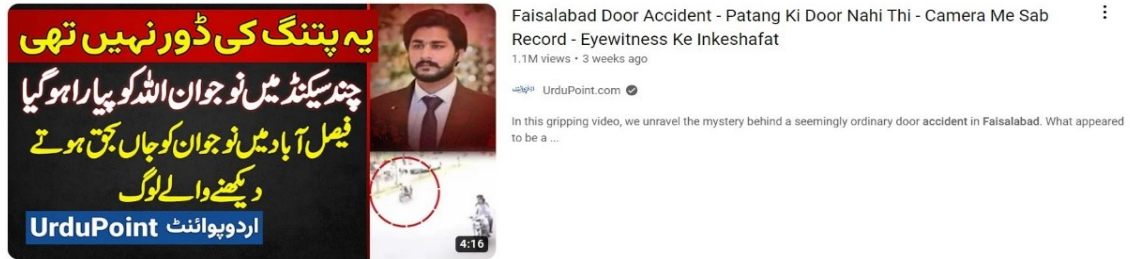 یہ پتنگ کی ڈور نہیں تھی
چند سیکنڈ میں نوجوان اللہ کو پیارا ہوگیا
فیصل آباد میں نوجوان کو جاں بحق ہوتے
دیکھنے والے لوگ
UrduPoint اردوپوائنٹ
4:16
Faisalabad Door Accident - Patang Ki Door Nahi Thi - Camera Me Sab
Record - Eyewitness Ke Inkeshafat
1.1M views • 3 weeks ago
UrduPoint.com
In this gripping video, we unravel the mystery behind a seemingly ordinary door accident in Faisalabad. What appeared
to be a ...